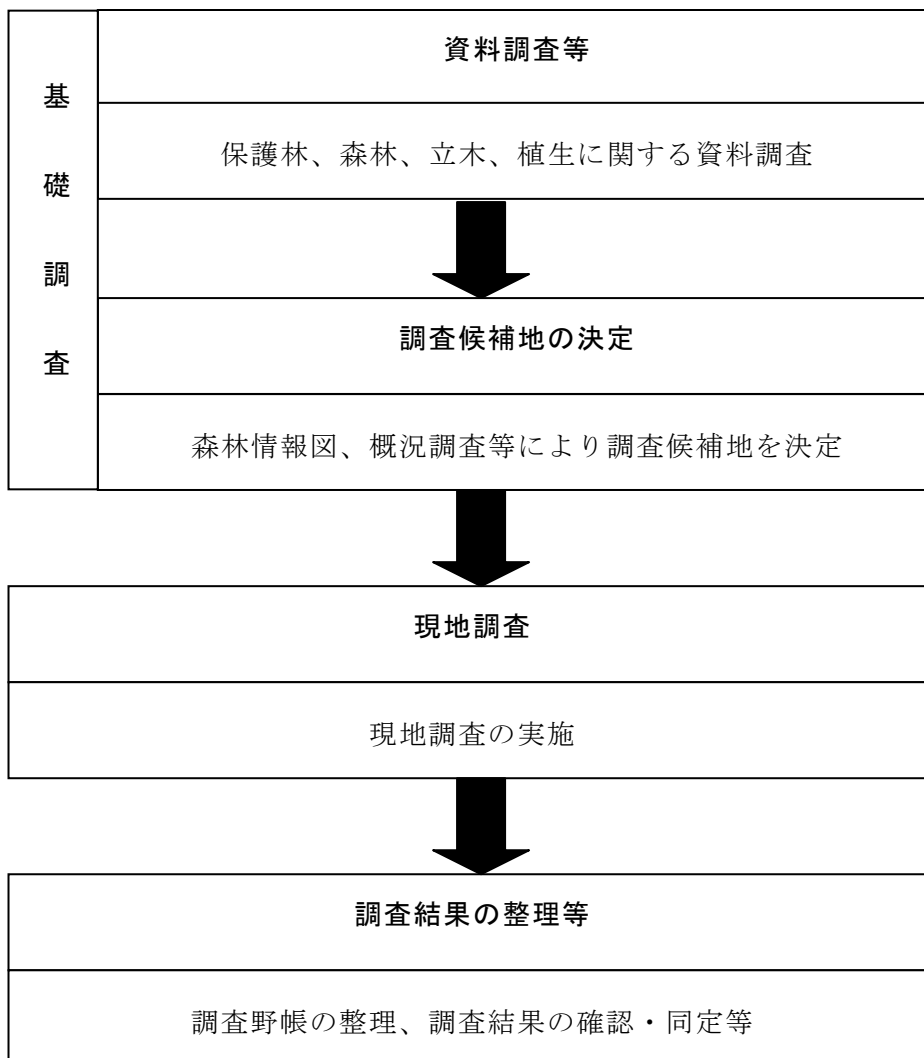 基礎調査
資料調査等
保護林、森林、立木、植生に関する資料調査
調査候補地の決定
森林情報図、概況調査等により調査候補地を決定
現地調査
現地調査の実施
調査結果の整理等
調査野帳の整理、調査結果の確認・同定等